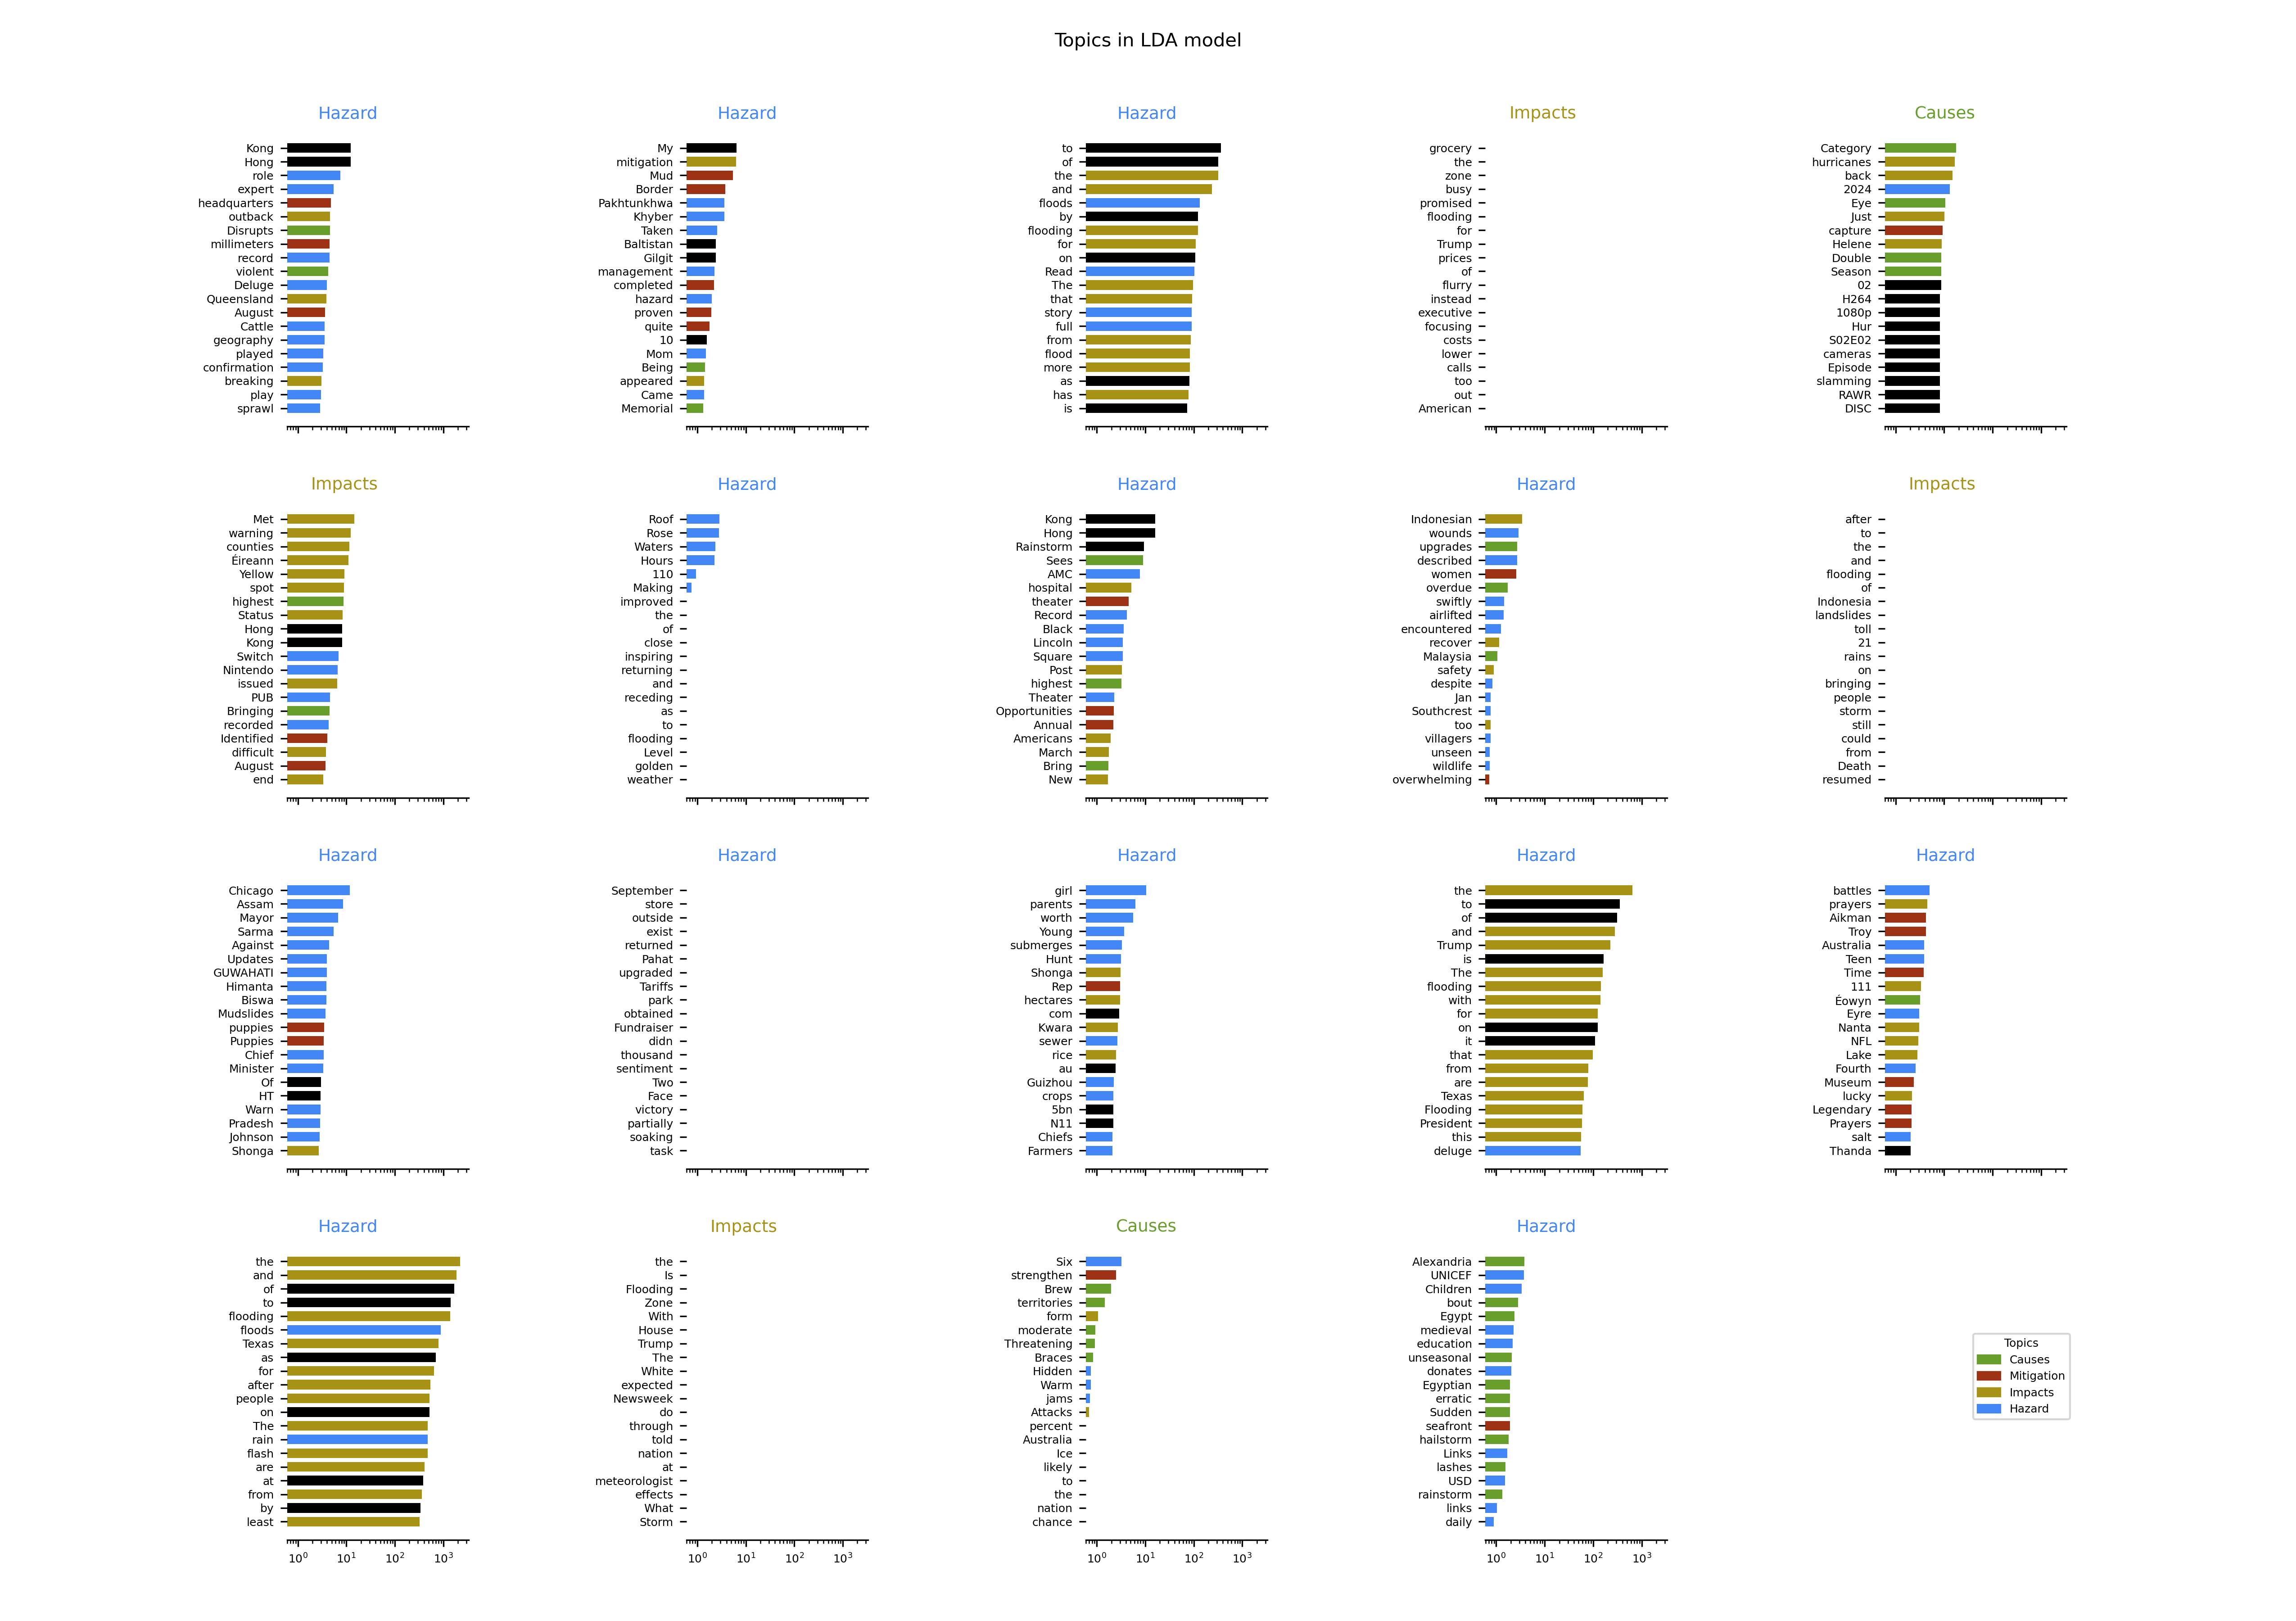 Topics in LDA model
Hazard
Kong
Hong
role
expert
headquarters
outback
Disrupts
millimeters
record
violent
Deluge
Queensland
August
Cattle
geography
played
confirmation
breaking
play
sprawl
Hazard
My
mitigation
Mud
Border
Pakhtunkhwa
Khyber
Taken
Baltistan
Gilgit
management
completed
hazard
proven
quite
10
Mom
Being
appeared
Came
Memorial
Hazard
to
of
the
and
floods
by
flooding
for
on
Read
The
that
story
full
from
flood
more
as
has
is
Impacts
grocery
the
zone
busy
promised
flooding
for
Trump
prices
of
flurry
instead
executive
focusing
costs
lower
calls
too
out
American
Causes
Category
hurricanes
back
2024
Eye
Just
capture
Helene
Double
Season
02
H264
1080p
Hur
S02E02
cameras
Episode
slamming
RAWR
DISC
Impacts
Met
warning
counties
Éireann
Yellow
spot
highest
Status
Hong
Kong
Switch
Nintendo
issued
PUB
Bringing
recorded
Identified
difficult
August
end
Hazard
Roof
Rose
Waters
Hours
110
Making
improved
the
of
close
inspiring
returning
and
receding
as
to
flooding
Level
golden
weather
Hazard
Kong
Hong
Rainstorm
Sees
AMC
hospital
theater
Record
Black
Lincoln
Square
Post
highest
Theater
Opportunities
Annual
Americans
March
Bring
New
Hazard
Indonesian
wounds
upgrades
described
women
overdue
swiftly
airlifted
encountered
recover
Malaysia
safety
despite
Jan
Southcrest
too
villagers
unseen
wildlife
overwhelming
Impacts
after
to
the
and
flooding
of
Indonesia
landslides
toll
21
rains
on
bringing
people
storm
still
could
from
Death
resumed
Hazard
Chicago
Assam
Mayor
Sarma
Against
Updates
GUWAHATI
Himanta
Biswa
Mudslides
puppies
Puppies
Chief
Minister
Of
HT
Warn
Pradesh
Johnson
Shonga
Hazard
September
store
outside
exist
returned
Pahat
upgraded
Tariffs
park
obtained
Fundraiser
didn
thousand
sentiment
Two
Face
victory
partially
soaking
task
Hazard
girl
parents
worth
Young
submerges
Hunt
Shonga
Rep
hectares
com
Kwara
sewer
rice
au
Guizhou
crops
5bn
N11
Chiefs
Farmers
Hazard
the
to
of
and
Trump
is
The
flooding
with
for
on
it
that
from
are
Texas
Flooding
President
this
deluge
Hazard
battles
prayers
Aikman
Troy
Australia
Teen
Time
111
Éowyn
Eyre
Nanta
NFL
Lake
Fourth
Museum
lucky
Legendary
Prayers
salt
Thanda
Hazard
the
and
of
to
flooding
floods
Texas
as
for
after
people
on
The
rain
flash
are
at
from
by
least
10⁰ 10¹ 10² 10³
Impacts
the
Is
Flooding
Zone
With
House
Trump
The
White
expected
Newsweek
do
through
told
nation
at
meteorologist
effects
What
Storm
10⁰ 10¹ 10² 10³
Causes
Six
strengthen
Brew
territories
form
moderate
Threatening
Braces
Hidden
Warm
jams
Attacks
percent
Australia
Ice
likely
to
the
nation
chance
10⁰ 10¹ 10² 10³
Hazard
Alexandria
UNICEF
Children
bout
Egypt
medieval
education
unseasonal
donates
Egyptian
erratic
Sudden
seafront
hailstorm
Links
lashes
USD
rainstorm
links
daily
10⁰ 10¹ 10² 10³
Topics
Causes
Mitigation
Impacts
Hazard